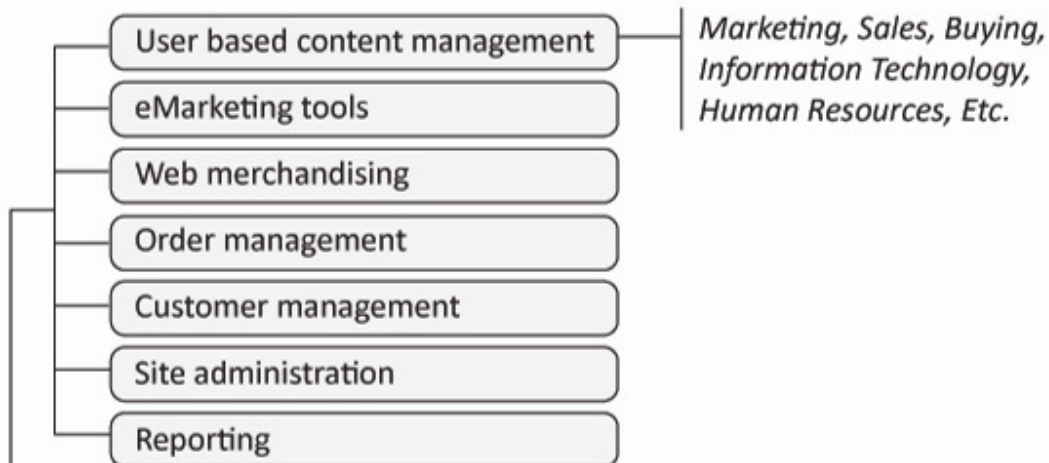 User based content management
Marketing, Sales, Buying,
Information Technology,
Human Resources, Etc.
eMarketing tools
Web merchandising
Order management
Customer management
Site administration
Reporting